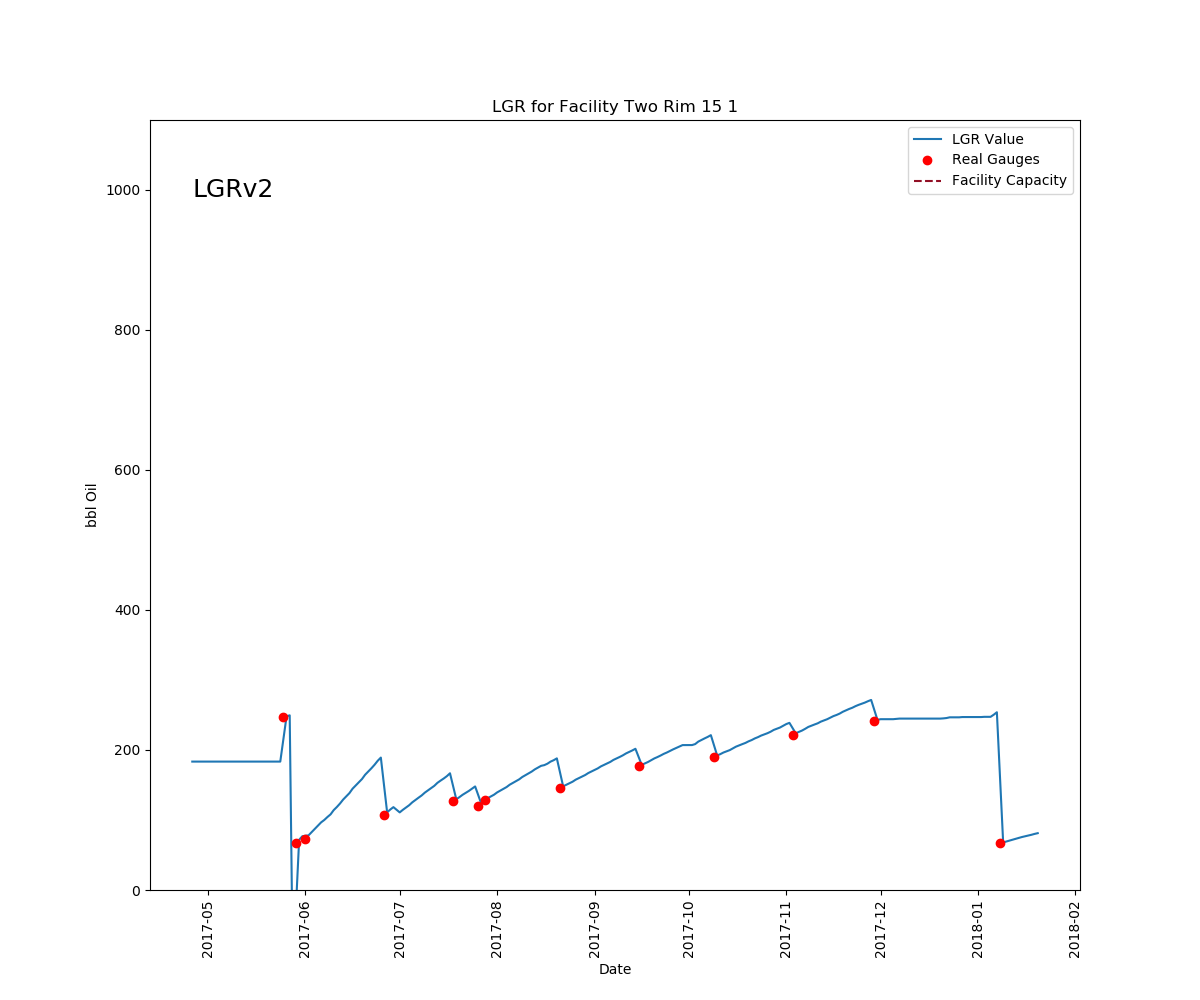 LGR for Facility Two Rim 15 1
LGRv2
LGR Value
Real Gauges
Facility Capacity
bbl Oil
1000
800
600
400
200
0
2017-05
2017-06
2017-07
2017-08
2017-09
2017-10
2017-11
2017-12
2018-01
2018-02
Date